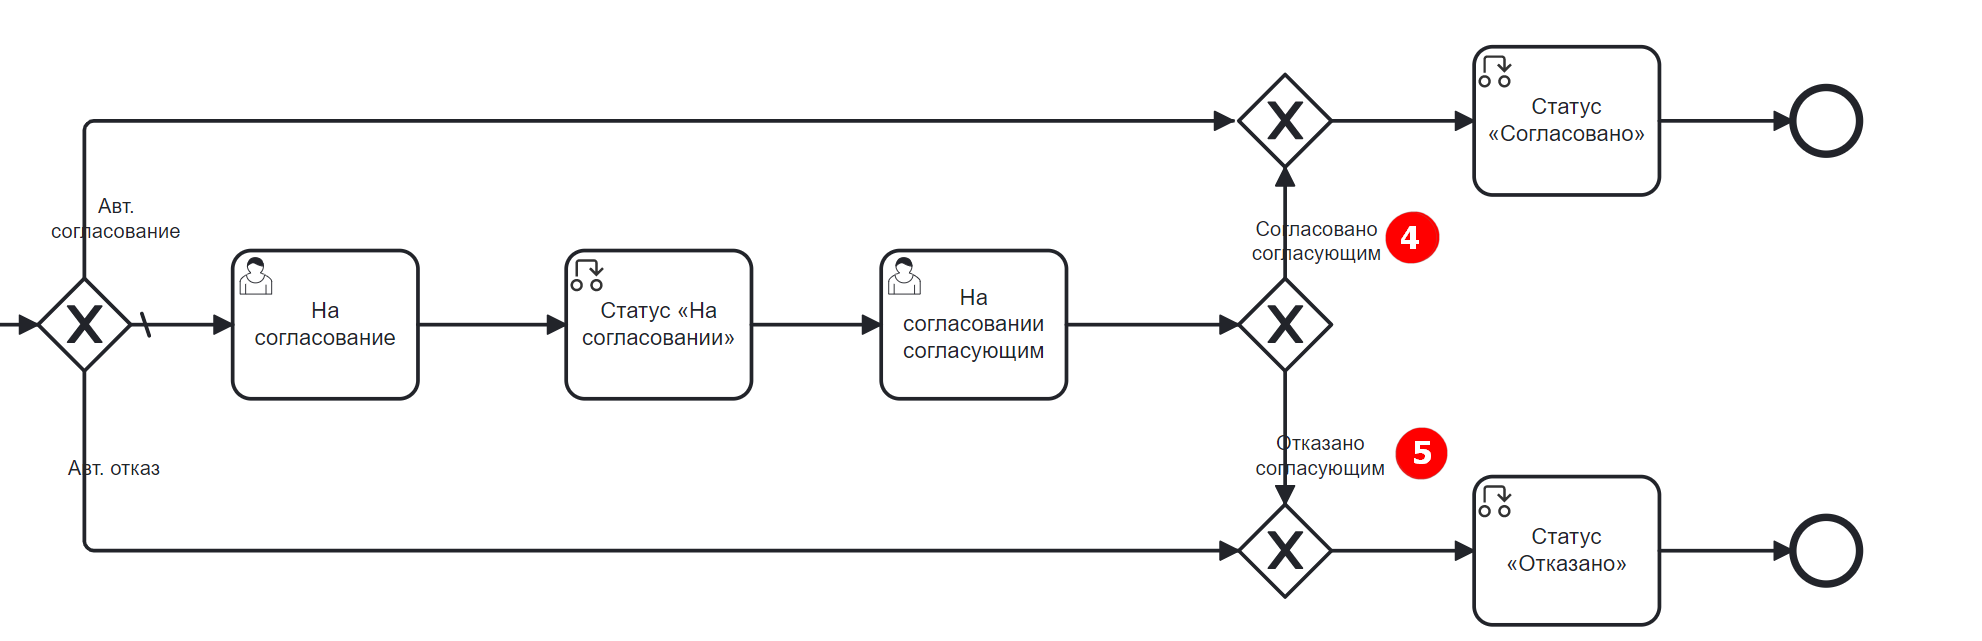 Авт.
согласование
На
согласование
Статус «На
согласовании»
На
согласовании
согласующим
Согласовано
согласующим
4
Статус
«Согласовано»
Авт. отказ
Отказано
согласующим
5
Статус
«Отказано»